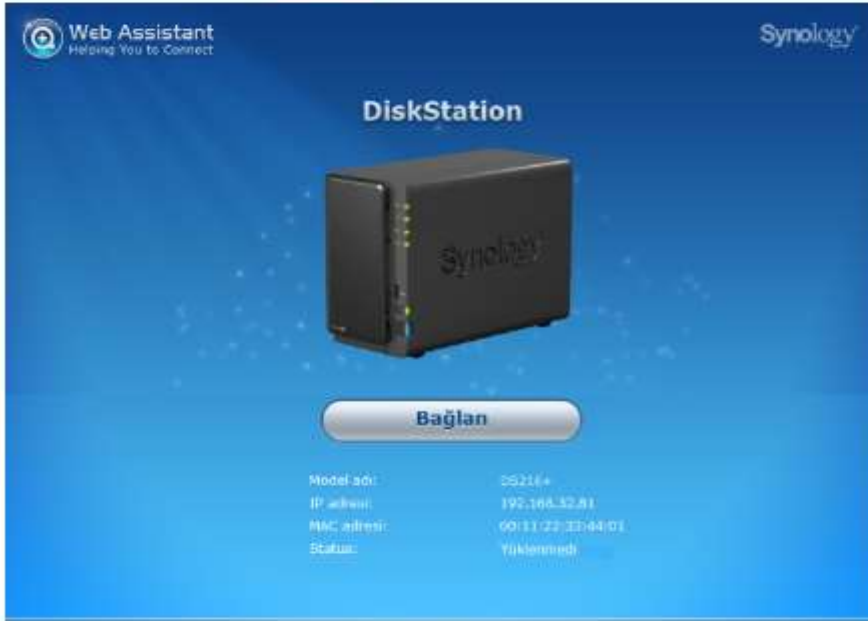 Web Assistant
Helping You to Connect
Synology
DiskStation
Synology
Bağlan
Model adı: DS216+
IP adresi: 192.168.32.81
MAC adresi: 00:11:22:33:44:01
Status: Yüklenmedi